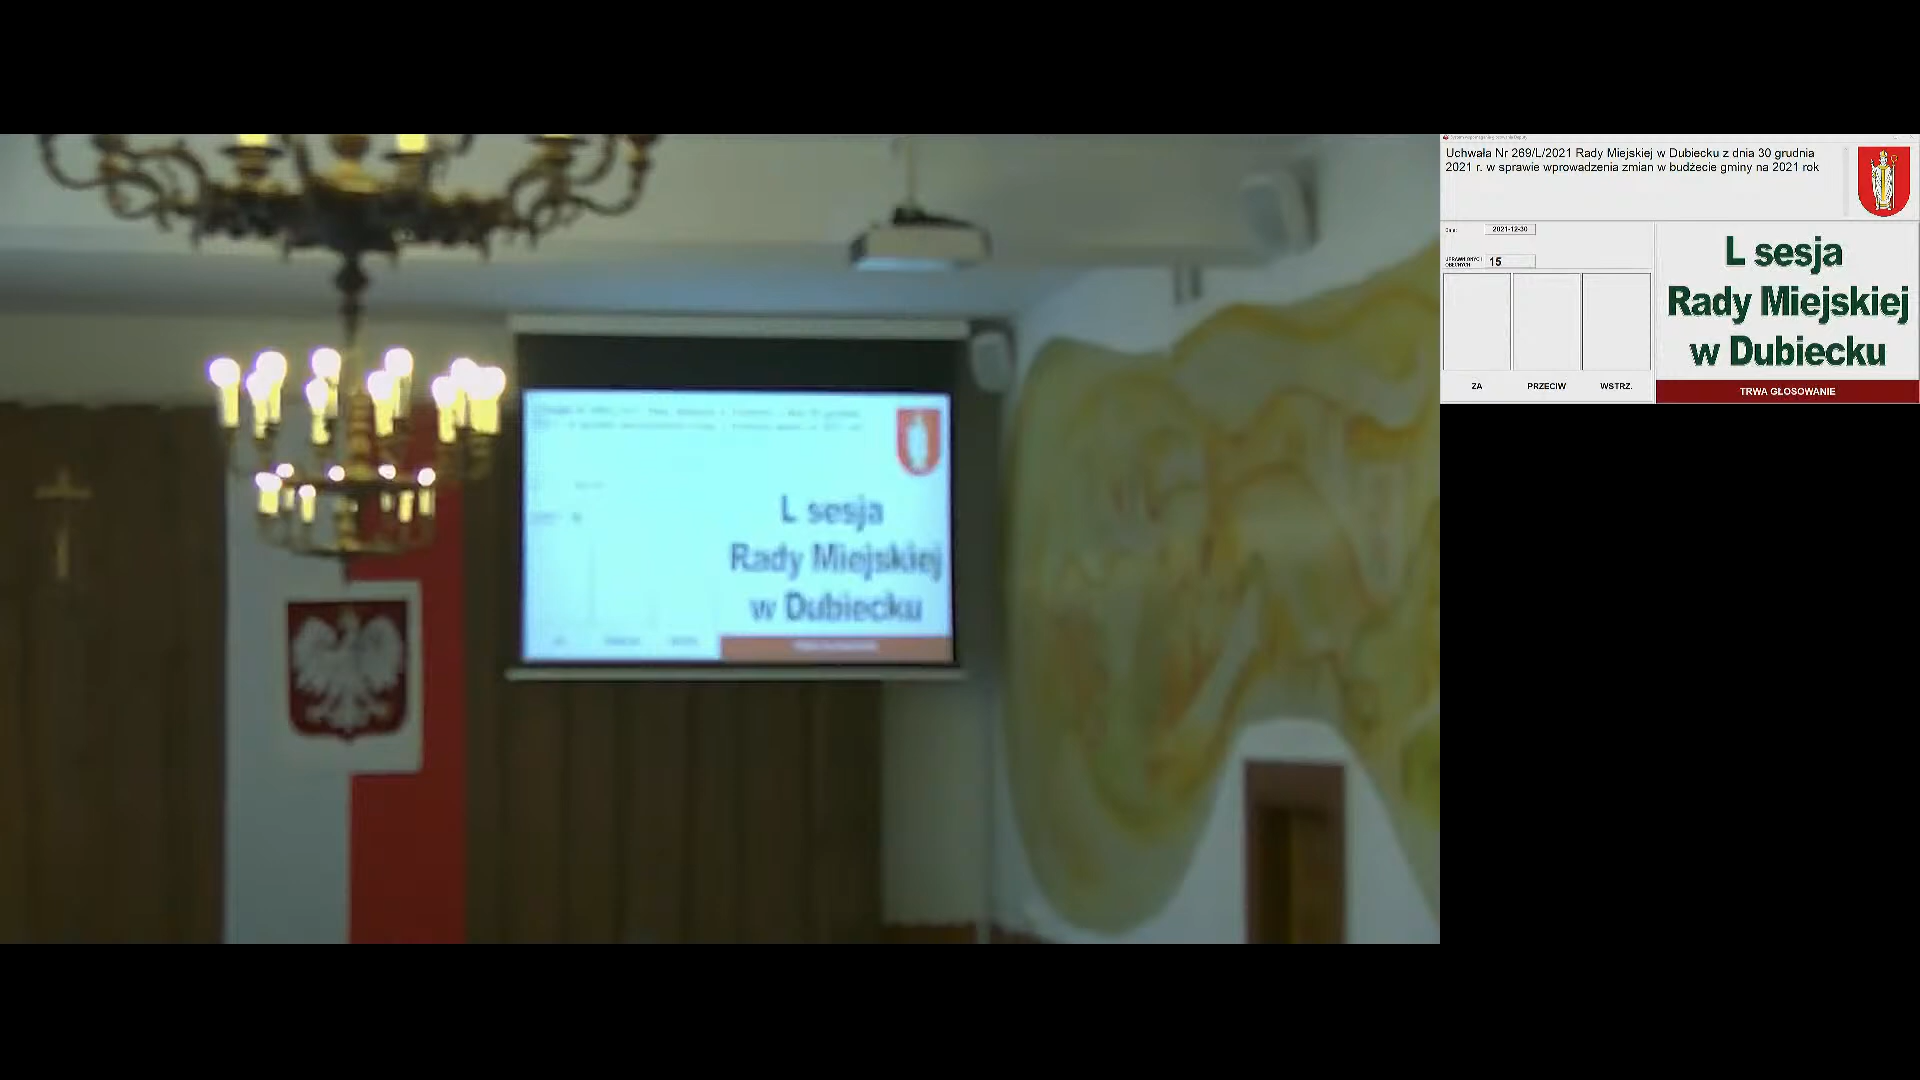 Uchwała Nr 269/L/2021 Rady Miejskiej w Dubiecku z dnia 30 grudnia
2021 r. w sprawie wprowadzenia zmian w budżecie gminy na 2021 rok
2021-12-30
15
ZA
PRZECIW
WSTRZ.
L sesja
Rady Miejskiej
w Dubiecku
TRWA GŁOSOWANIE
L sesja
Rady Miejskiej
w Dubiecku